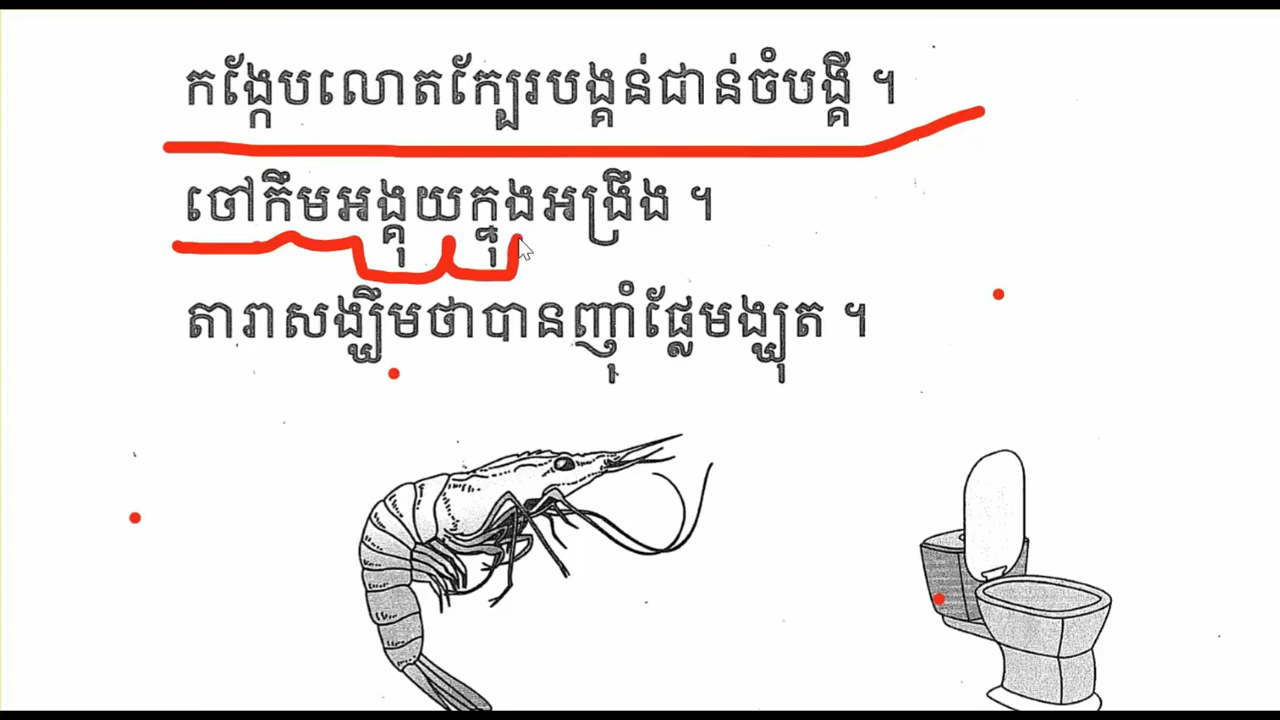 កង្កែបលោតក្បែរបង្គន់ជាន់ចំបង្គី ។
ចៅកឹមអង្គុយក្នុងអង្រឹង ។
តារាសង្ឃឹមថាបានញ៉ាំផ្លែមង្ឃុត ។